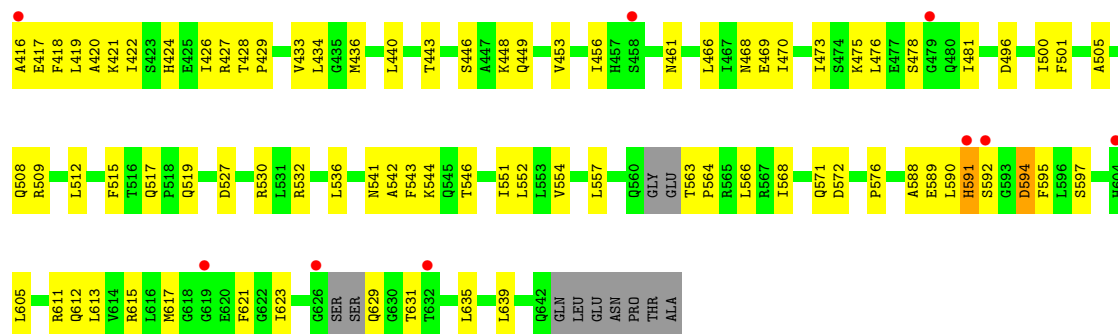 A416 E417 F418 L419 A420 K421 I422 S423 H424 E425 I426 R427 T428 P429 V433 L434 G435 M436 L440 T443 S446 A447 K448 Q449 V453 I456 H457 S458 N461 L466 I467 N468 E469 I470 I473 S474 K475 L476 E477 S478 G479 Q480 I481 D496 I500 F501 A505
Q508 R509 L512 F515 T516 Q517 P518 Q519 D527 R530 L531 R532 L536 N541 A542 F543 K544 Q545 T546 I551 L552 L553 V554 L557 Q560 GLY GLU T563 P564 R565 L566 R567 I568 Q571 D572 P576 A588 E589 L590 H591 S592 G593 D594 F595 L596 S597
L605 R611 Q612 L613 V614 R615 L616 M617 G618 G619 E620 F621 G622 I623 G626 SER SER Q629 G630 T631 T632 L635 L639 Q642 GLN LEU GLU ASN PRO THR ALA